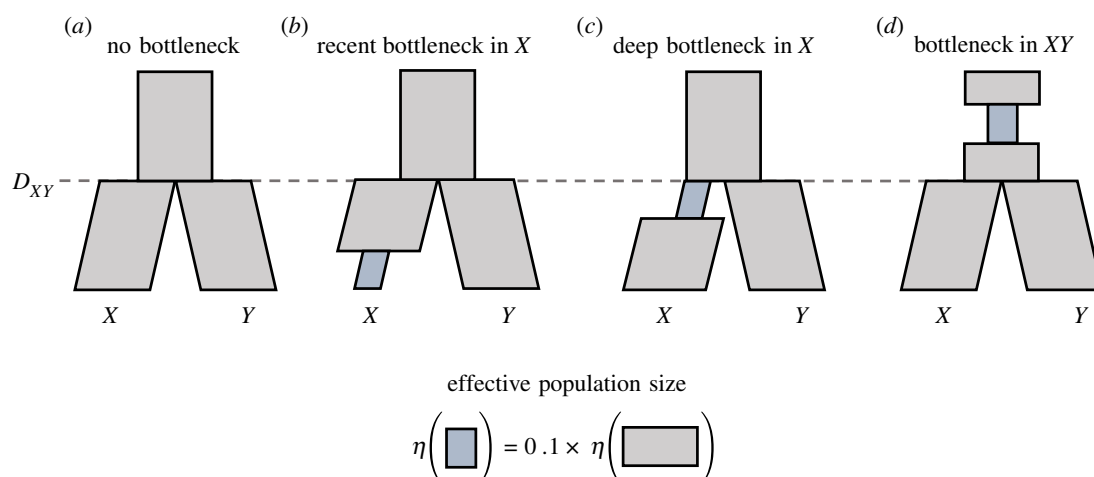 (a) (b) (c) (d)
no bottleneck recent bottleneck in X deep bottleneck in X bottleneck in XY
D_XY
X Y X Y X Y X Y
effective population size
η( ) = 0 .1 × η( )